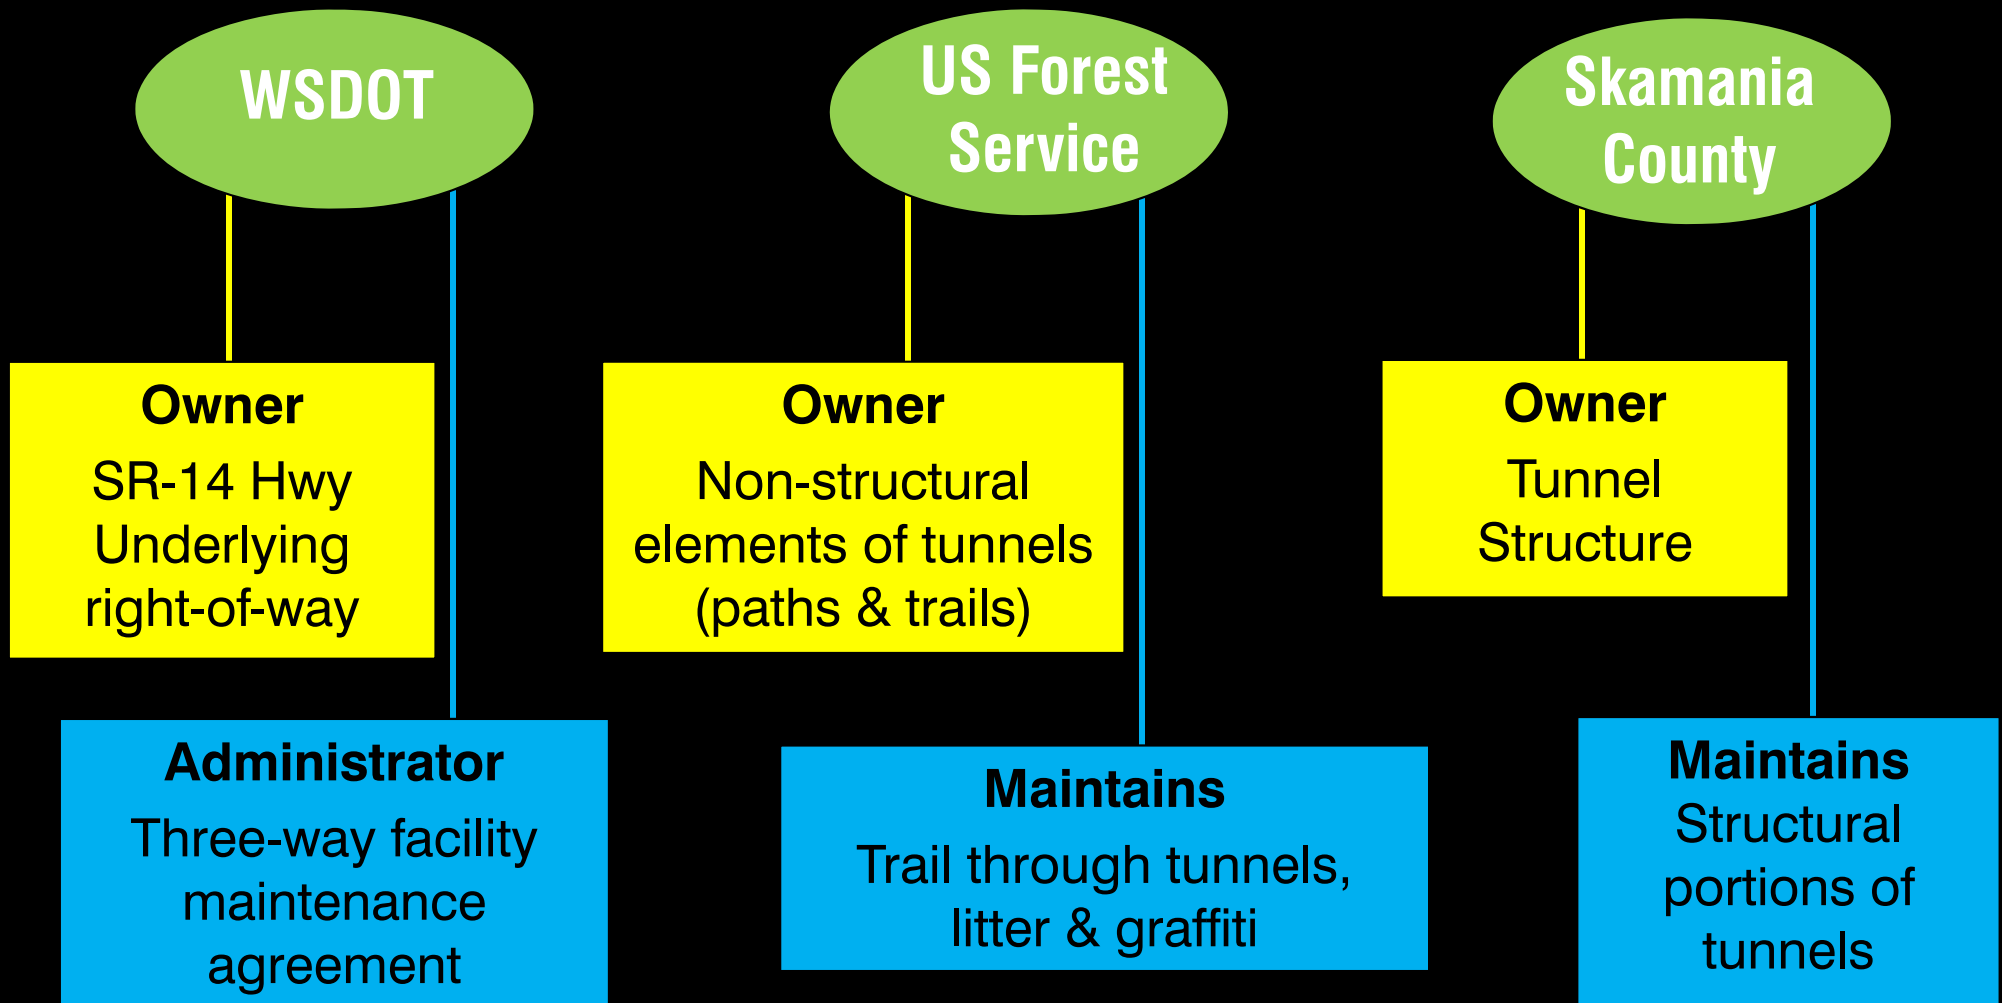 WSDOT
US Forest
Service
Skamania
County
Owner
SR-14 Hwy
Underlying
right-of-way
Owner
Non-structural
elements of tunnels
(paths & trails)
Owner
Tunnel
Structure
Administrator
Three-way facility
maintenance
agreement
Maintains
Trail through tunnels,
litter & graffiti
Maintains
Structural
portions of
tunnels